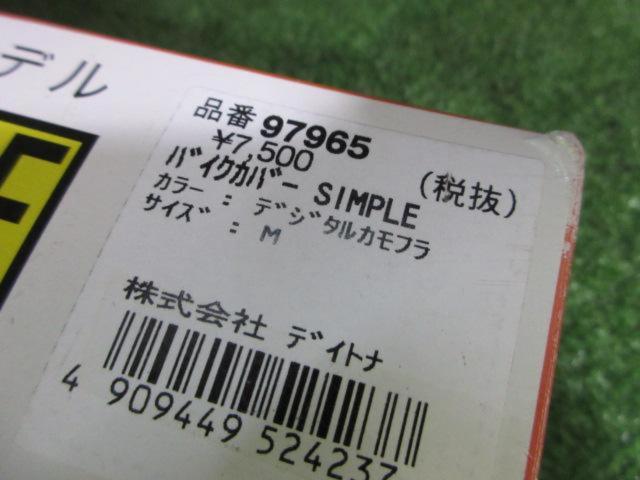 デル
品番 97965
¥7,500 (税抜)
ﾊﾞｲｸｶﾊﾞｰ SIMPLE
ｶﾗｰ : ﾃﾞｼﾞﾀﾙｶﾓﾌﾗ
ｻｲｽﾞ : M
株式会社 ﾃﾞｲﾄﾅ
4 909449 524237